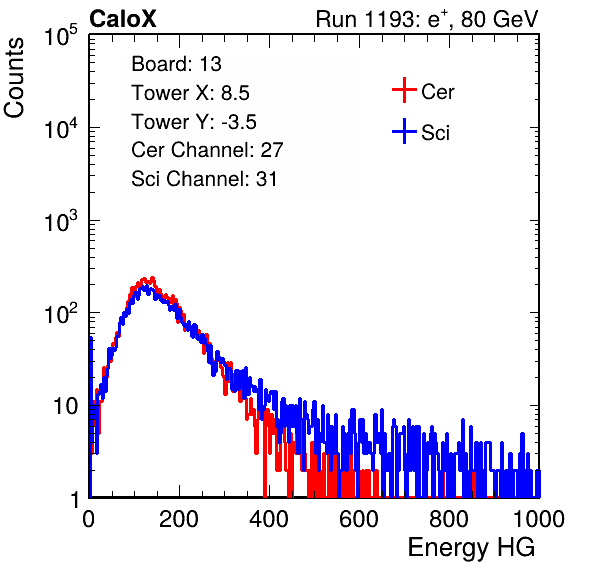 CaloX Run 1193: e⁺, 80 GeV
Counts
10⁵
10⁴
10³
10²
10
1
Board: 13
Tower X: 8.5
Tower Y: -3.5
Cer Channel: 27
Sci Channel: 31
Cer
Sci
0 200 400 600 800 1000
Energy HG